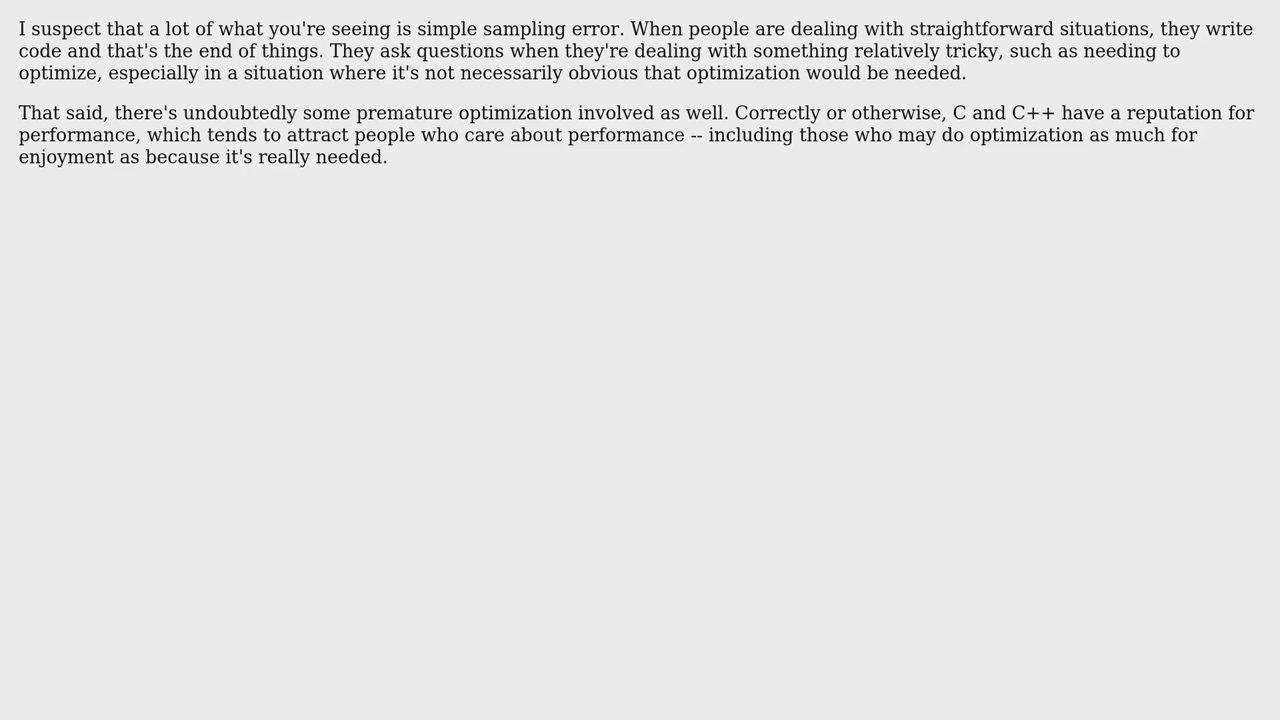 I suspect that a lot of what you're seeing is simple sampling error. When people are dealing with straightforward situations, they write
code and that's the end of things. They ask questions when they're dealing with something relatively tricky, such as needing to
optimize, especially in a situation where it's not necessarily obvious that optimization would be needed.
That said, there's undoubtedly some premature optimization involved as well. Correctly or otherwise, C and C++ have a reputation for
performance, which tends to attract people who care about performance -- including those who may do optimization as much for
enjoyment as because it's really needed.